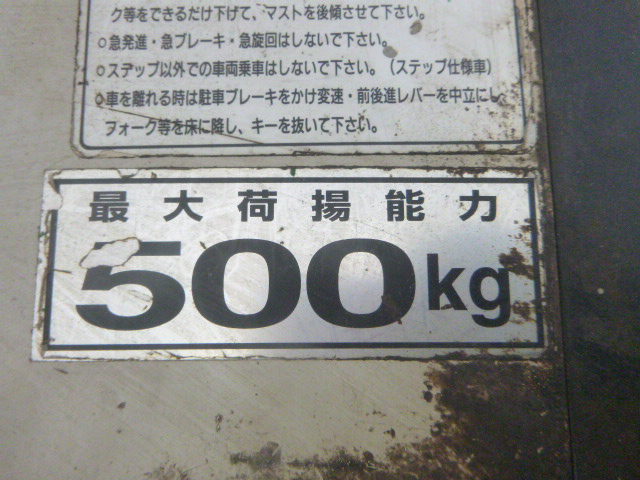 ク等をできるだけ下げて、マストを後傾させて下さい。
○急発進・急ブレーキ・急旋回はしないで下さい。
○ステップ以外での車両乗車はしないで下さい。(ステップ仕様車)
○車を離れる時は駐車ブレーキをかけ変速・前後進レバーを中立にし、
フォーク等を床に降し、キーを抜いて下さい。
最大荷揚能力
500kg